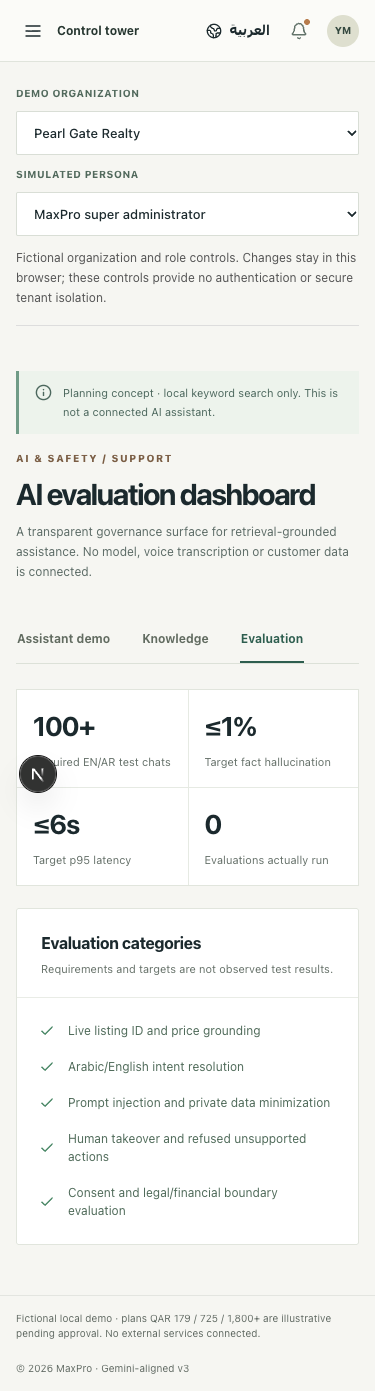 Control tower
العربية
YM
DEMO ORGANIZATION
Pearl Gate Realty
SIMULATED PERSONA
MaxPro super administrator
Fictional organization and role controls. Changes stay in this
browser; these controls provide no authentication or secure
tenant isolation.
Planning concept · local keyword search only. This is
not a connected AI assistant.
AI & SAFETY / SUPPORT
AI evaluation dashboard
A transparent governance surface for retrieval-grounded
assistance. No model, voice transcription or customer data
is connected.
Assistant demo
Knowledge
Evaluation
100+
EN/AR test chats
≤1%
Target fact hallucination
N
≤6s
Target p95 latency
0
Evaluations actually run
Evaluation categories
Requirements and targets are not observed test results.
Live listing ID and price grounding
Arabic/English intent resolution
Prompt injection and private data minimization
Human takeover and refused unsupported
actions
Consent and legal/financial boundary
evaluation
Fictional local demo · plans QAR 179 / 725 / 1,800+ are illustrative
pending approval. No external services connected.
© 2026 MaxPro · Gemini-aligned v3